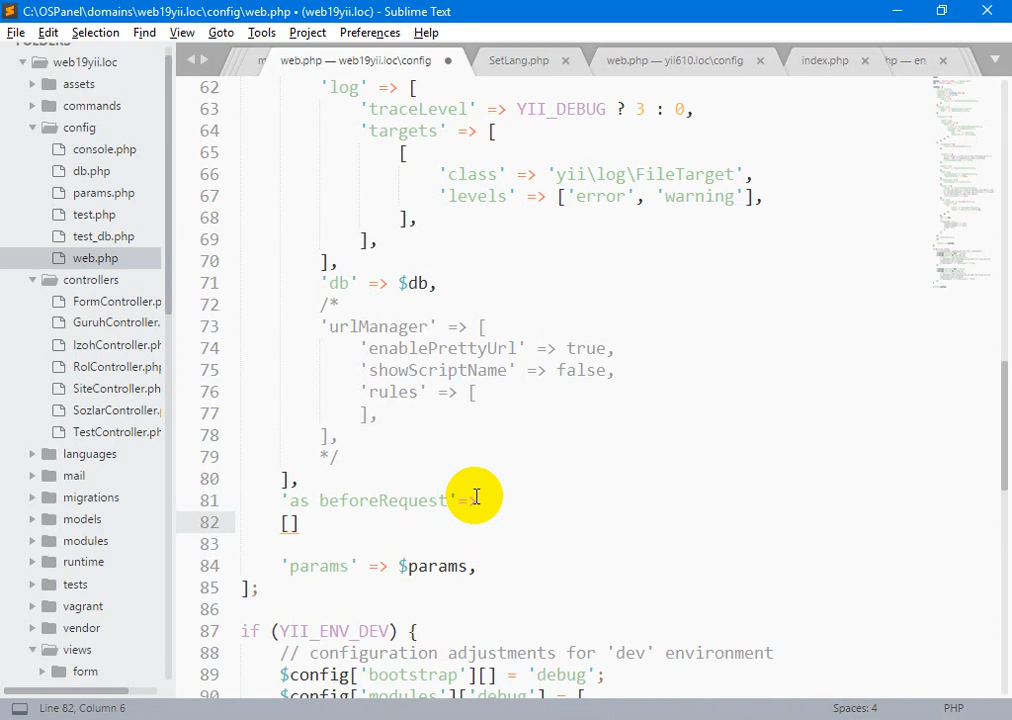 C:\OSPanel\domains\web19yii.loc\config\web.php • (web19yii.loc) - Sublime Text
File Edit Selection Find View Goto Tools Project Preferences Help
FOLDERS
web19yii.loc
assets
commands
config
console.php
db.php
params.php
test.php
test_db.php
web.php
controllers
FormController.p
GuruhController.
IzohController.ph
RolController.php
SiteController.ph
SozlarController.
TestController.ph
languages
mail
migrations
models
modules
runtime
tests
vagrant
vendor
views
form
web.php — web19yii.loc\config
SetLang.php
web.php — yii610.loc\config
index.php
hp — en
62 'log' => [
63 'traceLevel' => YII_DEBUG ? 3 : 0,
64 'targets' => [
65 [
66 'class' => 'yii\log\FileTarget',
67 'levels' => ['error', 'warning'],
68 ],
69 ],
70 ],
71 'db' => $db,
72 /*
73 'urlManager' => [
74 'enablePrettyUrl' => true,
75 'showScriptName' => false,
76 'rules' => [
77 ],
78 ],
79 */
80 ],
81 'as beforeRequest'=>
82 []
83
84 'params' => $params,
85 ];
86
87 if (YII_ENV_DEV) {
88 // configuration adjustments for 'dev' environment
89 $config['bootstrap'][] = 'debug';
90 $config['modules']['debug'] = [
Line 82, Column 6
Spaces: 4
PHP